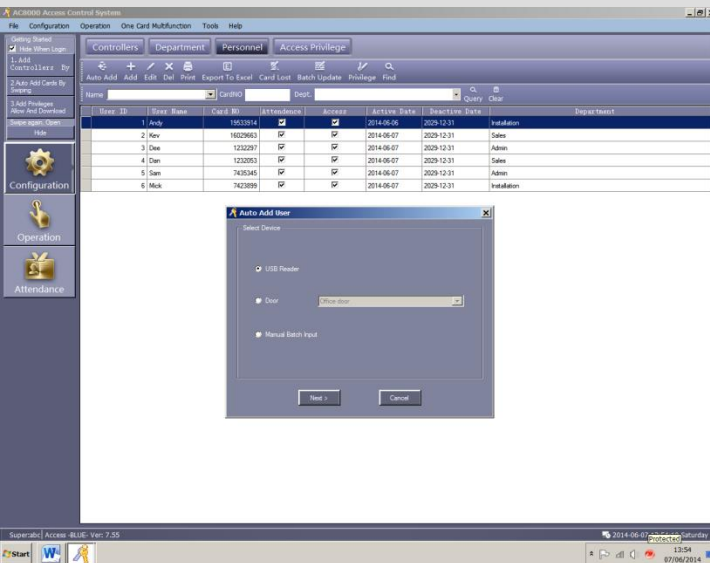 AC8000 Access Control System
File Configuration Operation One Card Multifunction Tools Help
Getting Started
Hide When Login
1.Add Controllers By
2 Auto Add Cards By Swiping
3 Add Privileges Allow And Download
Swipe again, Open
Hide
Configuration
Operation
Attendance
Controllers Department Personnel Access Privilege
Auto Add Add Edit Del Print Export To Excel Card Lost Batch Update Privilege Find
Name CardNO Dept. Query Clear
User ID User Name Card NO Attendence Access Active Date Deactive Date Department
1 Andy 19533914 2014-06-06 2029-12-31 Installation
2 Kev 16029663 2014-06-07 2029-12-31 Sales
3 Dee 1232297 2014-06-07 2029-12-31 Admin
4 Dan 1232053 2014-06-07 2029-12-31 Sales
5 Sam 7435345 2014-06-07 2029-12-31 Admin
6 Mick 7423899 2014-06-07 2029-12-31 Installation
Auto Add User
Select Device
USB Reader
Door Office door
Manual Batch Input
Next > Cancel
Super:abc Access -BLUE- Ver: 7.55 2014-06-07 Saturday
Protected
Start 13:54
07/06/2014